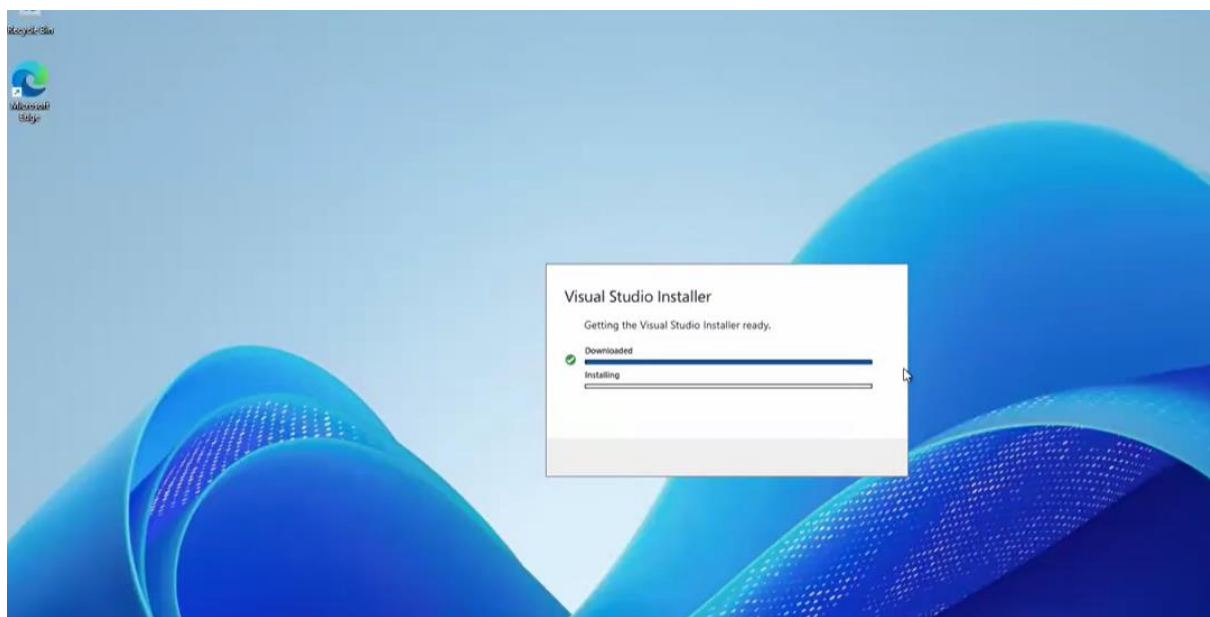 Recycle Bin
Microsoft
Edge
Visual Studio Installer
Getting the Visual Studio Installer ready.
Downloaded
Installing